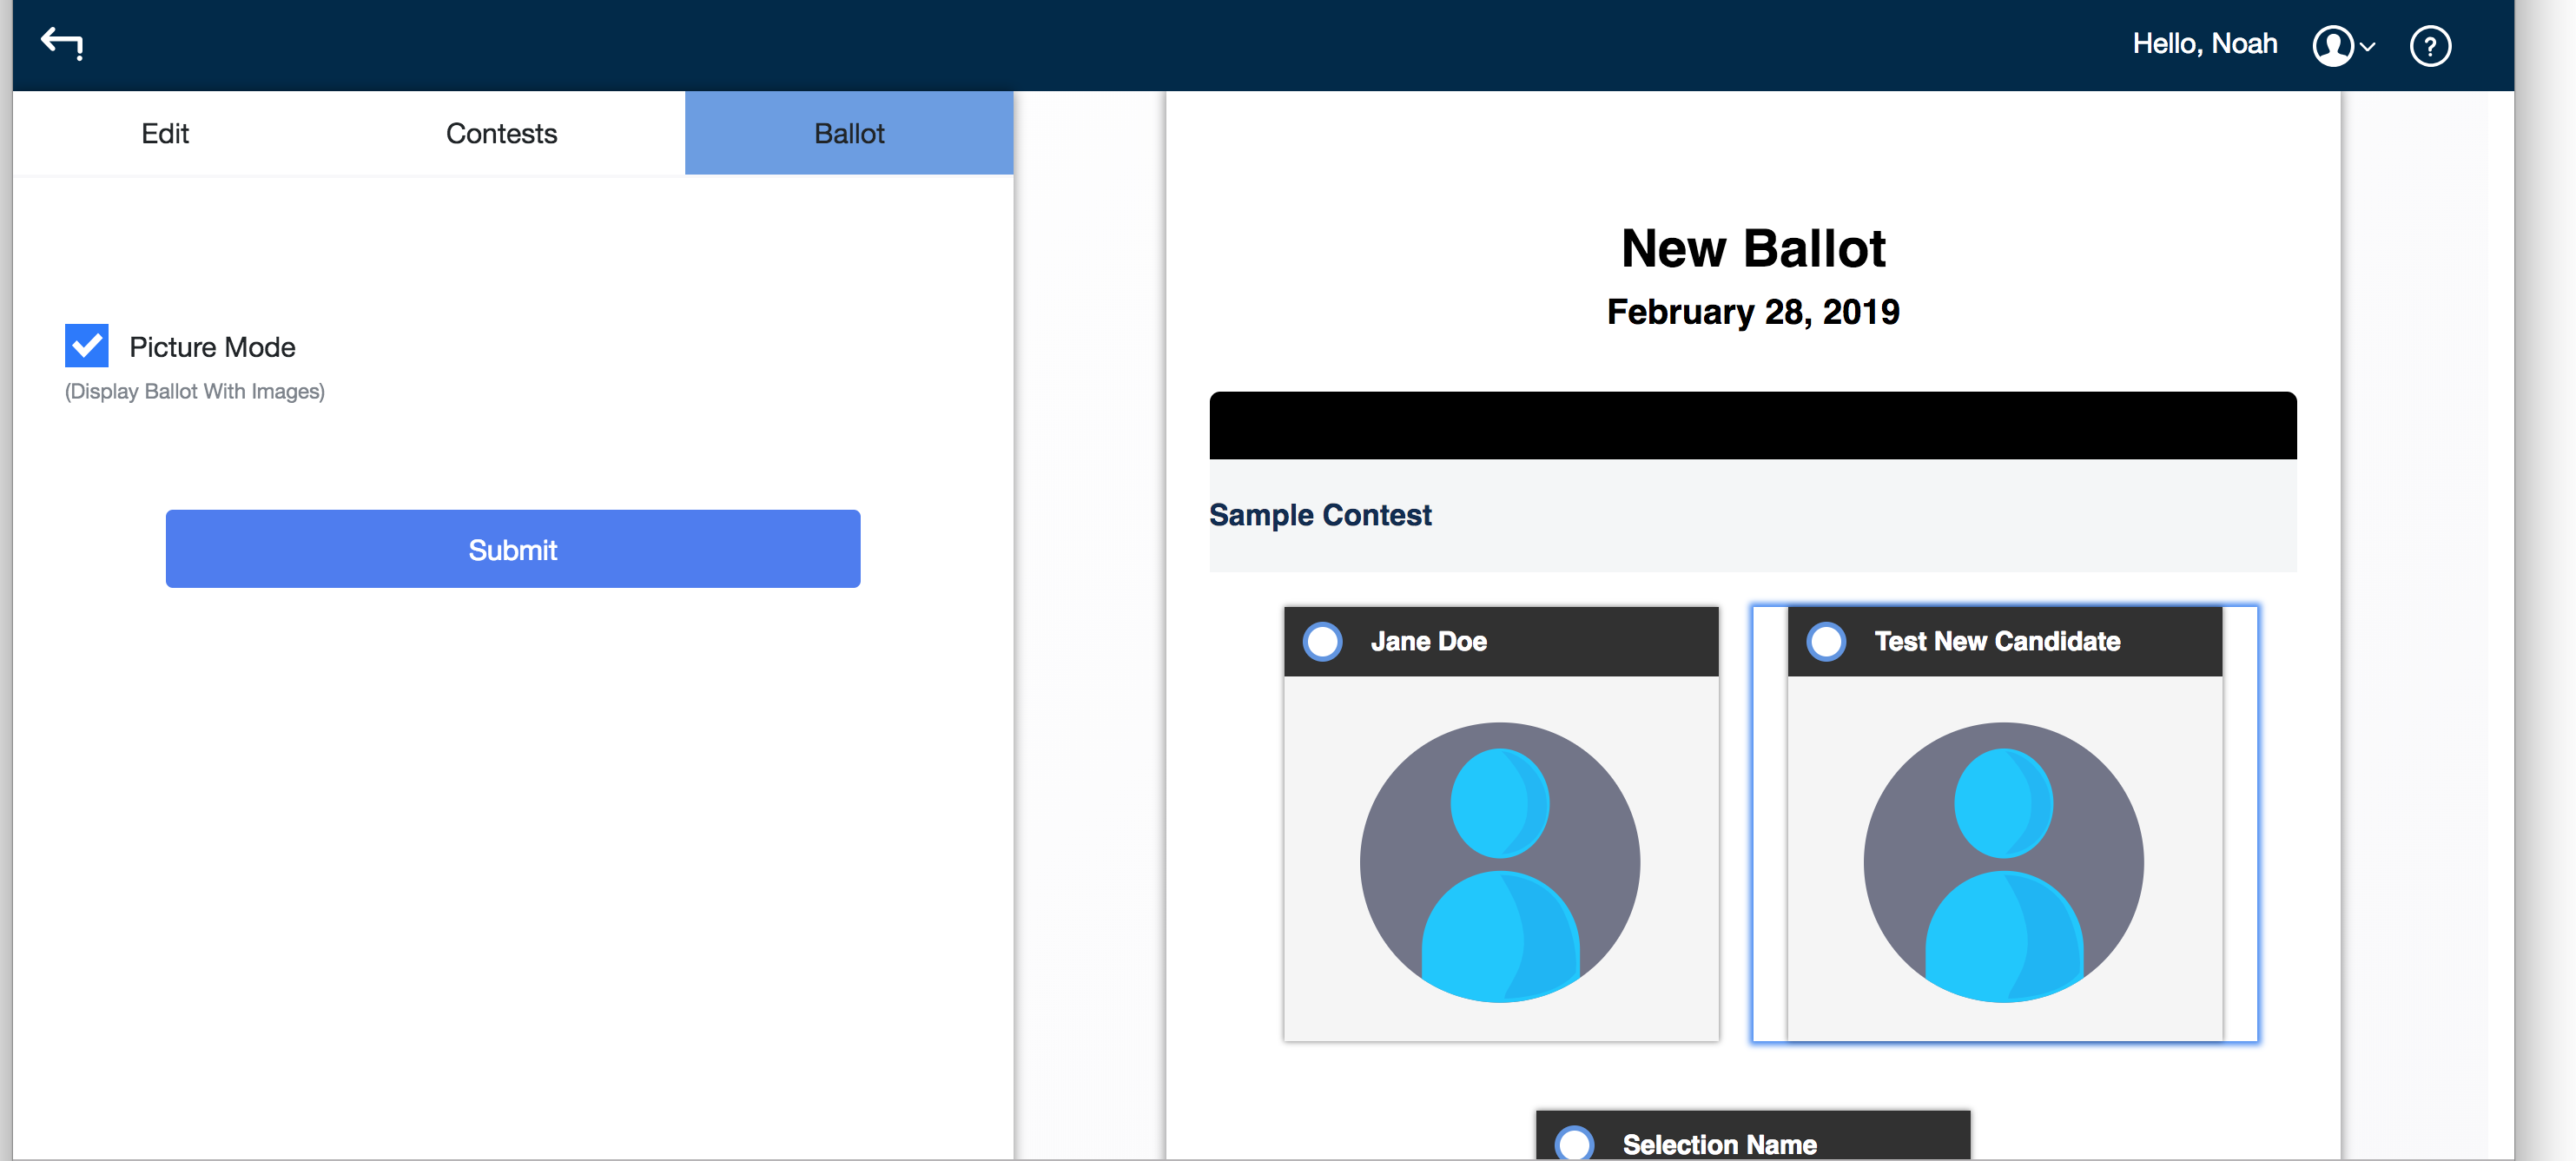 Hello, Noah
?
Edit
Contests
Ballot
Picture Mode
(Display Ballot With Images)
Submit
New Ballot
February 28, 2019
Sample Contest
Jane Doe
Test New Candidate
Selection Name